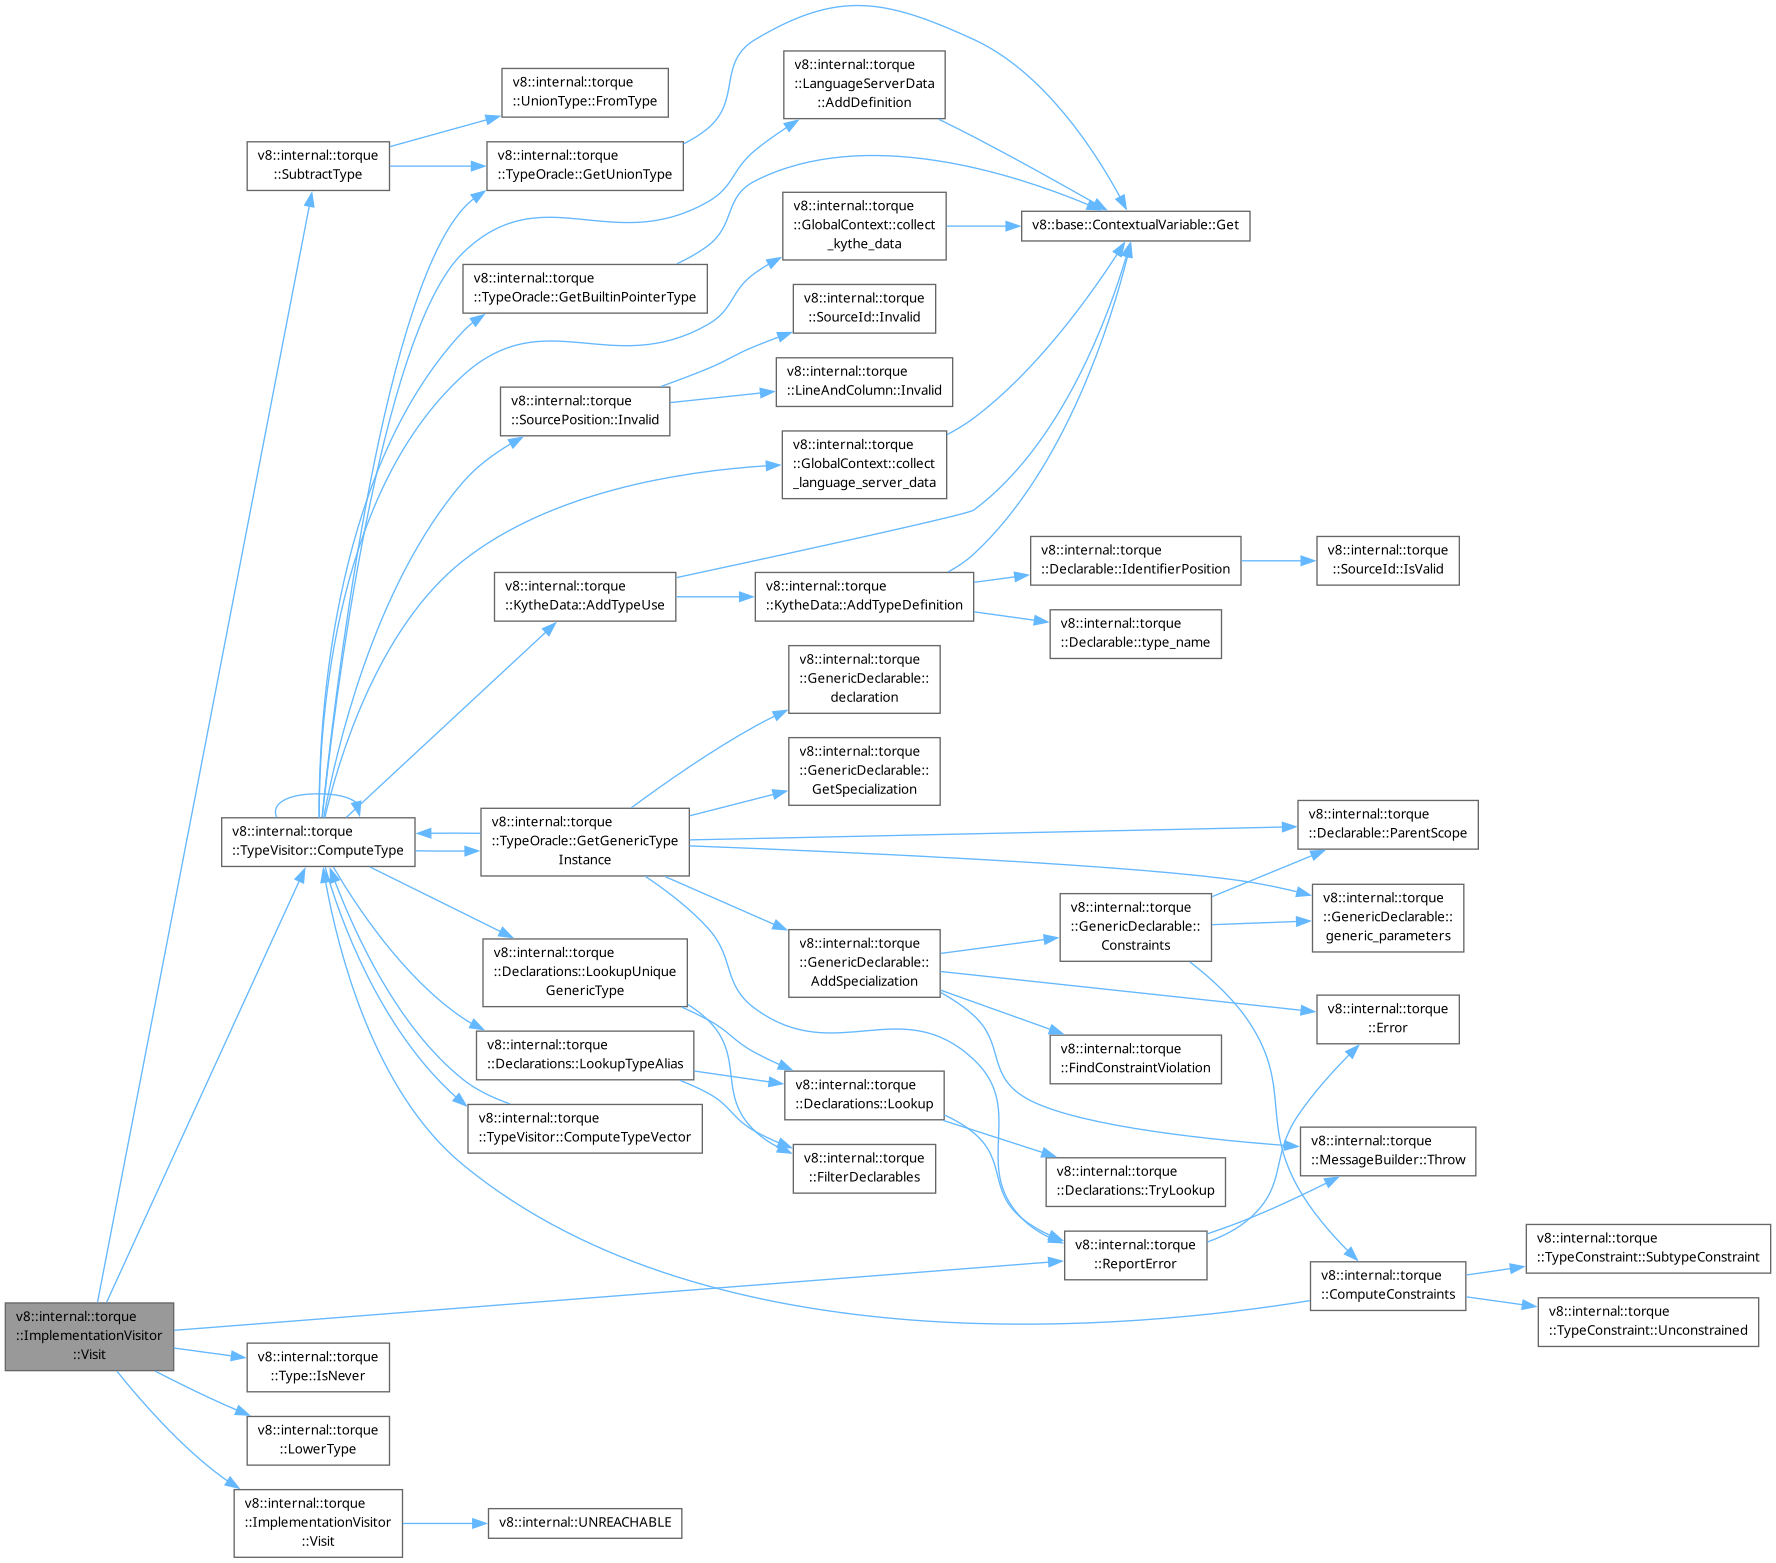 v8::internal::torque
::UnionType::FromType
v8::internal::torque
::LanguageServerData
::AddDefinition
v8::internal::torque
::SubtractType
v8::internal::torque
::TypeOracle::GetUnionType
v8::internal::torque
::GlobalContext::collect
_kythe_data
v8::base::ContextualVariable::Get
v8::internal::torque
::TypeOracle::GetBuiltinPointerType
v8::internal::torque
::SourceId::Invalid
v8::internal::torque
::LineAndColumn::Invalid
v8::internal::torque
::SourcePosition::Invalid
v8::internal::torque
::GlobalContext::collect
_language_server_data
v8::internal::torque
::Declarable::IdentifierPosition
v8::internal::torque
::SourceId::IsValid
v8::internal::torque
::KytheData::AddTypeUse
v8::internal::torque
::KytheData::AddTypeDefinition
v8::internal::torque
::Declarable::type_name
v8::internal::torque
::GenericDeclarable::
declaration
v8::internal::torque
::GenericDeclarable::
GetSpecialization
v8::internal::torque
::TypeVisitor::ComputeType
v8::internal::torque
::TypeOracle::GetGenericType
Instance
v8::internal::torque
::Declarable::ParentScope
v8::internal::torque
::GenericDeclarable::
generic_parameters
v8::internal::torque
::GenericDeclarable::
Constraints
v8::internal::torque
::GenericDeclarable::
AddSpecialization
v8::internal::torque
::Declarations::LookupUnique
GenericType
v8::internal::torque
::Error
v8::internal::torque
::FindConstraintViolation
v8::internal::torque
::Declarations::LookupTypeAlias
v8::internal::torque
::Declarations::Lookup
v8::internal::torque
::TypeVisitor::ComputeTypeVector
v8::internal::torque
::FilterDeclarables
v8::internal::torque
::Declarations::TryLookup
v8::internal::torque
::MessageBuilder::Throw
v8::internal::torque
::ReportError
v8::internal::torque
::TypeConstraint::SubtypeConstraint
v8::internal::torque
::ComputeConstraints
v8::internal::torque
::TypeConstraint::Unconstrained
v8::internal::torque
::ImplementationVisitor
::Visit
v8::internal::torque
::Type::IsNever
v8::internal::torque
::LowerType
v8::internal::torque
::ImplementationVisitor
::Visit
v8::internal::UNREACHABLE